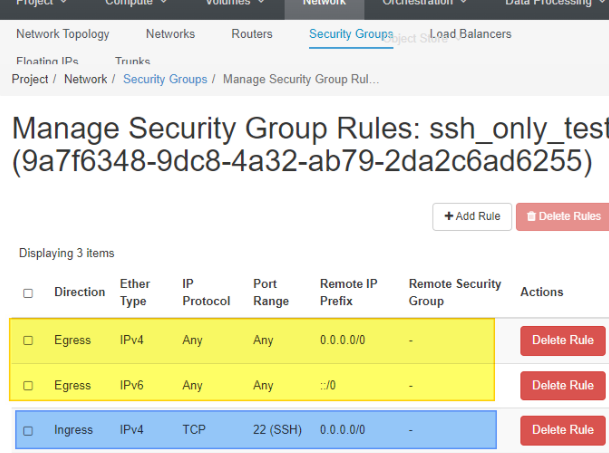 Project Compute Volumes Network Orchestration Data Processing
Network Topology Networks Routers Security Groups Object Store Load Balancers
Floating IPs Trunks
Project / Network / Security Groups / Manage Security Group Rul...
Manage Security Group Rules: ssh_only_test
(9a7f6348-9dc8-4a32-ab79-2da2c6ad6255)
+ Add Rule Delete Rules
Displaying 3 items
Direction Ether Type IP Protocol Port Range Remote IP Prefix Remote Security Group Actions
Egress IPv4 Any Any 0.0.0.0/0 - Delete Rule
Egress IPv6 Any Any ::/0 - Delete Rule
Ingress IPv4 TCP 22 (SSH) 0.0.0.0/0 - Delete Rule